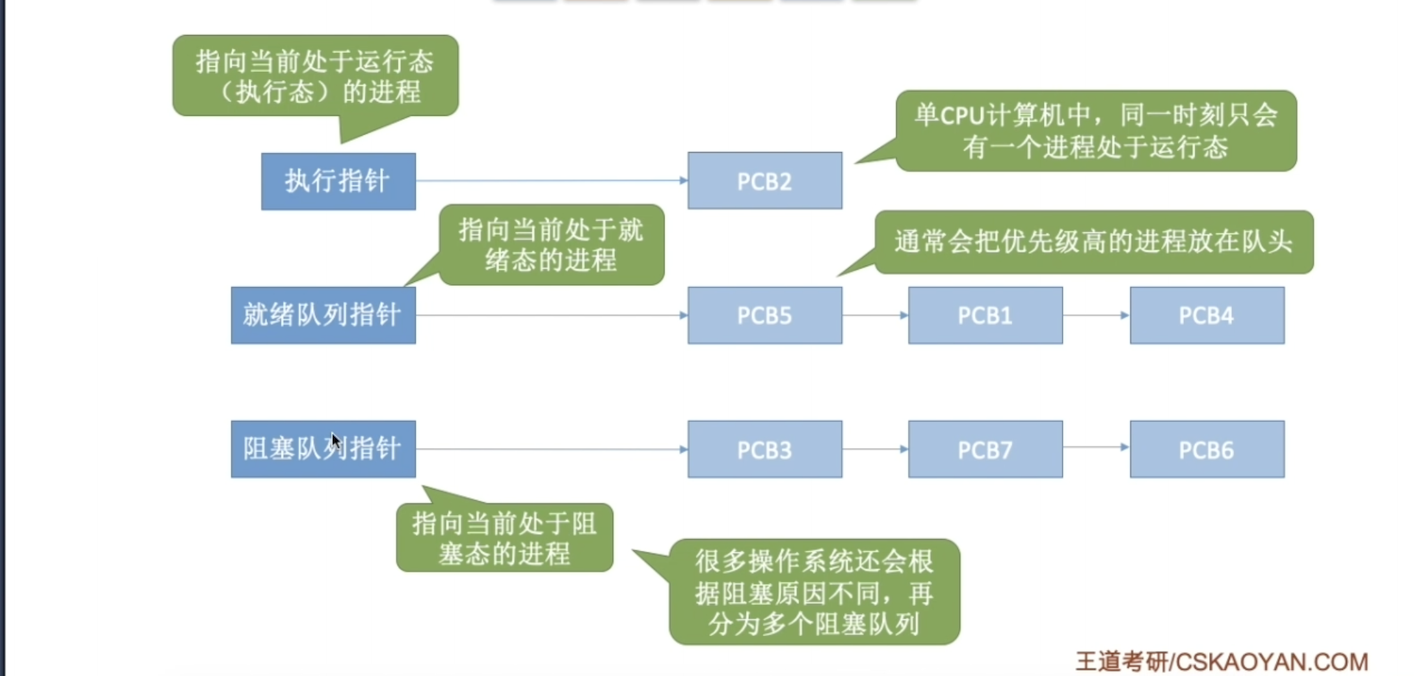 指向当前处于运行态
（执行态）的进程
单CPU计算机中，同一时刻只会
有一个进程处于运行态
执行指针
PCB2
指向当前处于就
绪态的进程
通常会把优先级高的进程放在队头
就绪队列指针
PCB5
PCB1
PCB4
阻塞队列指针
PCB3
PCB7
PCB6
指向当前处于阻
塞态的进程
很多操作系统还会根
据阻塞原因不同，再
分为多个阻塞队列
王道考研/CSKAOYAN.COM